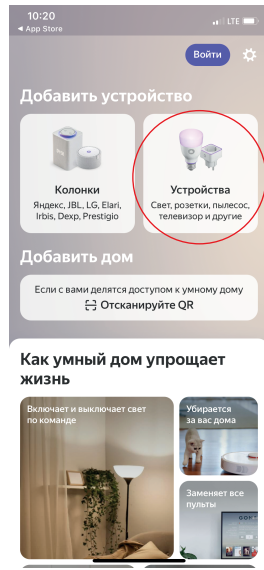 10:20
LTE
◀ App Store
Войти
Добавить устройство
Колонки
Яндекс, JBL, LG, Elari,
Irbis, Dexp, Prestigio
Устройства
Свет, розетки, пылесос,
телевизор и другие
Добавить дом
Если с вами делятся доступом к умному дому
Отсканируйте QR
Как умный дом упрощает
жизнь
Включает и выключает свет
по команде
Убирается
за вас дома
Заменяет все
пульты